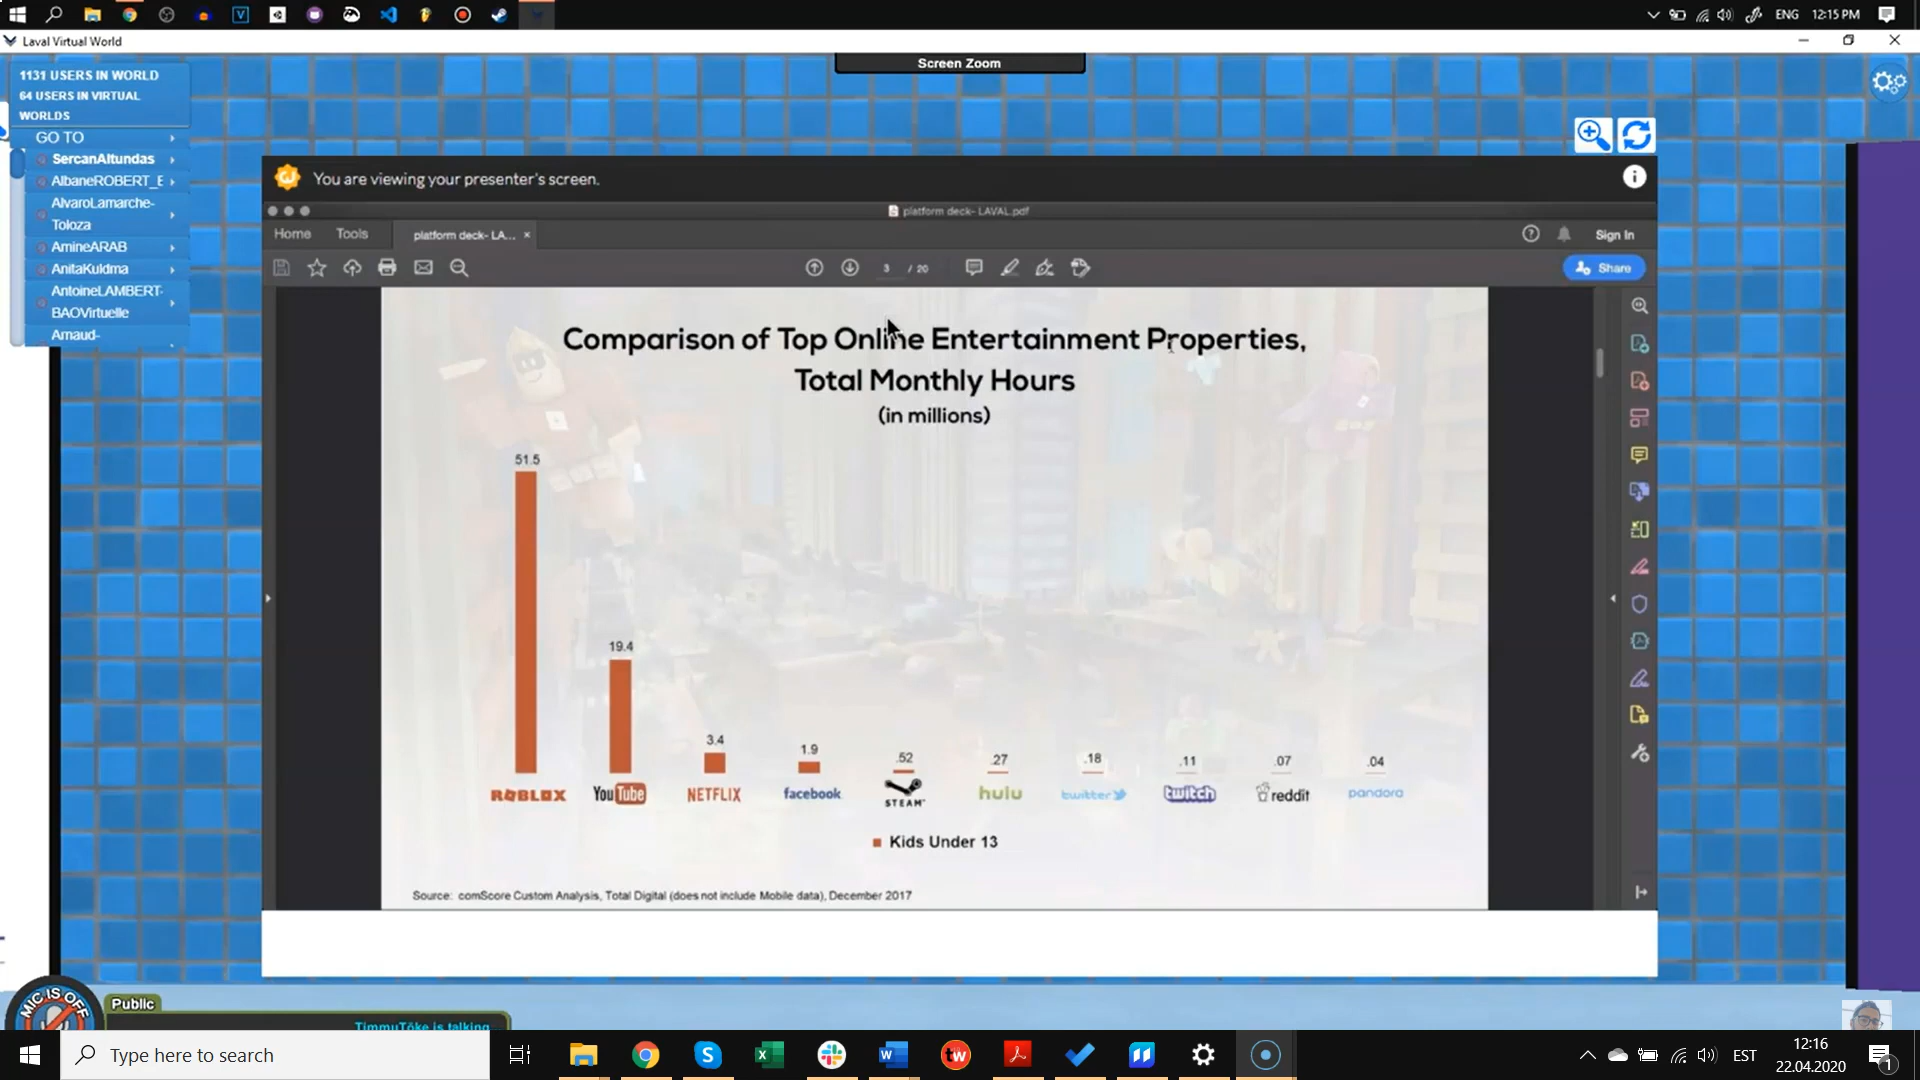 ENG 12:15 PM
Laval Virtual World
Screen Zoom
1131 USERS IN WORLD
64 USERS IN VIRTUAL
WORLDS
GO TO
SercanAltundas
AlbaneROBERT_E
AlvaroLamarche-
Toloza
AmineARAB
AnitaKuldma
AntoineLAMBERT-
BAOVirtuelle
Arnaud-
You are viewing your presenter's screen.
platform deck- LAVAL.pdf
Home Tools platform deck- LA... × Sign In
3 / 20 Share
Comparison of Top Online Entertainment Properties,
Total Monthly Hours
(in millions)
51.5
19.4
3.4
1.9
.52
.27
.18
.11
.07
.04
ROBLOX YouTube NETFLIX facebook STEAM hulu twitter twitch reddit pandora
Kids Under 13
Source: comScore Custom Analysis, Total Digital (does not include Mobile data), December 2017
MIC IS OFF
Public
TimmuTõke is talking
Type here to search
EST
12:16
22.04.2020
1